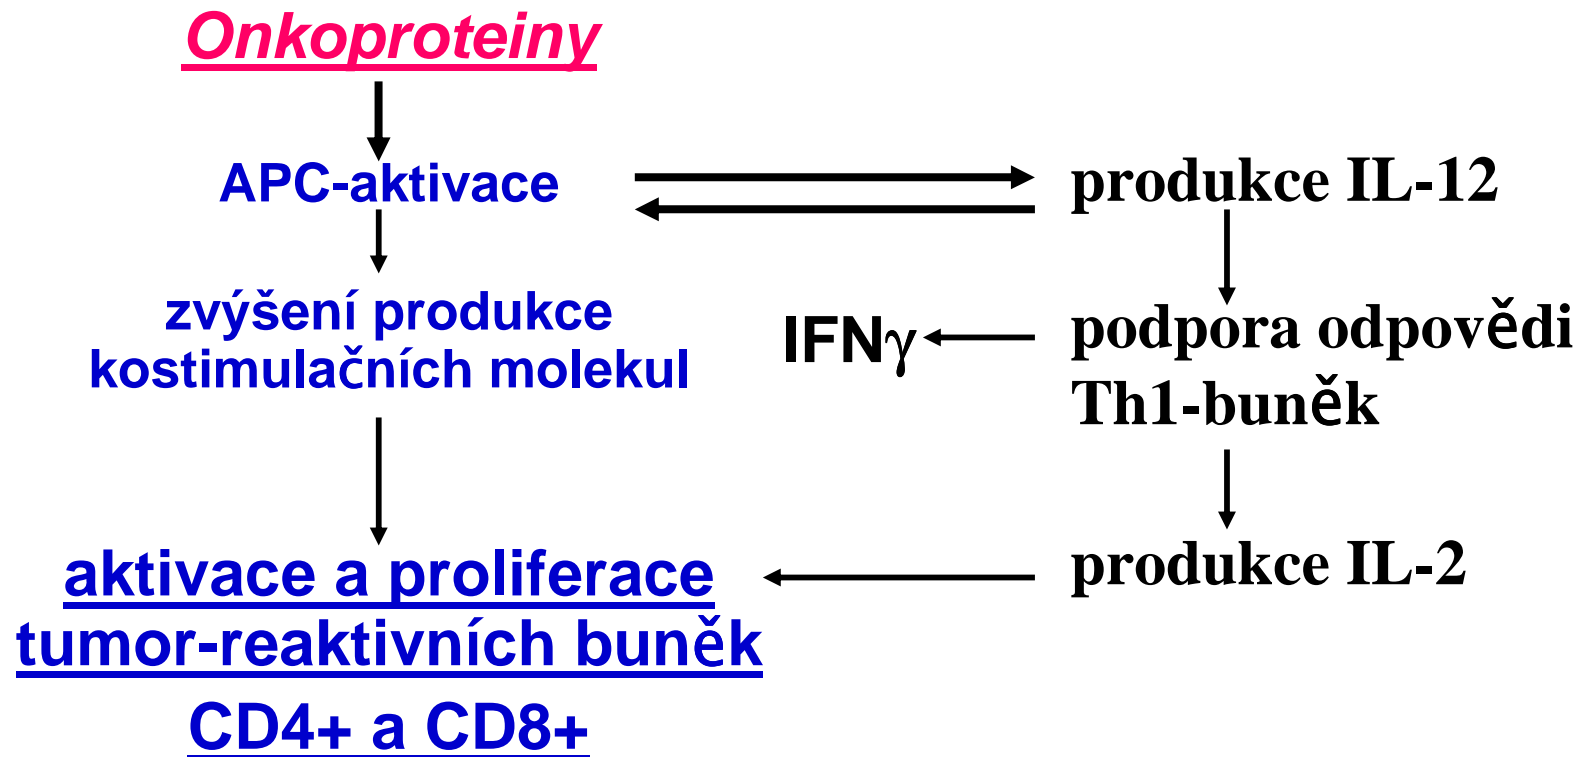 Onkoproteiny
APC-aktivace
produkce IL-12
zvýšení produkce
kostimulačních molekul
IFNγ
podpora odpovědi
Th1-buněk
produkce IL-2
aktivace a proliferace
tumor-reaktivních buněk
CD4+ a CD8+